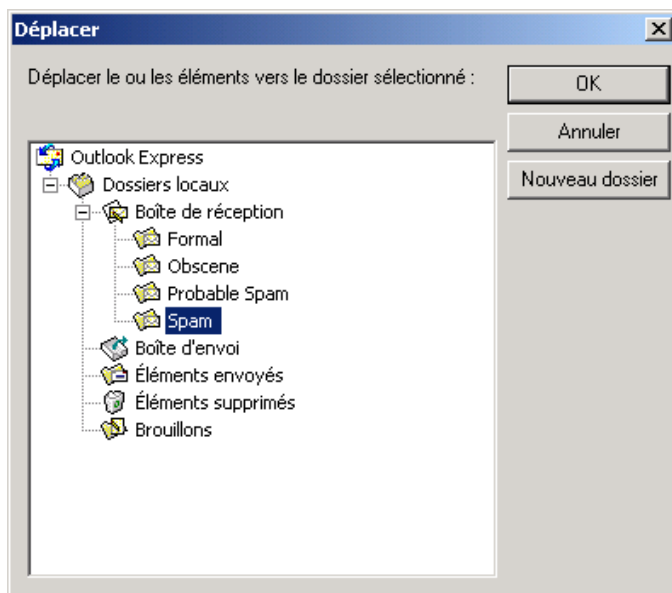 Déplacer
Déplacer le ou les éléments vers le dossier sélectionné :
OK
Annuler
Nouveau dossier
Outlook Express
Dossiers locaux
Boîte de réception
Formal
Obscene
Probable Spam
Spam
Boîte d'envoi
Éléments envoyés
Éléments supprimés
Brouillons